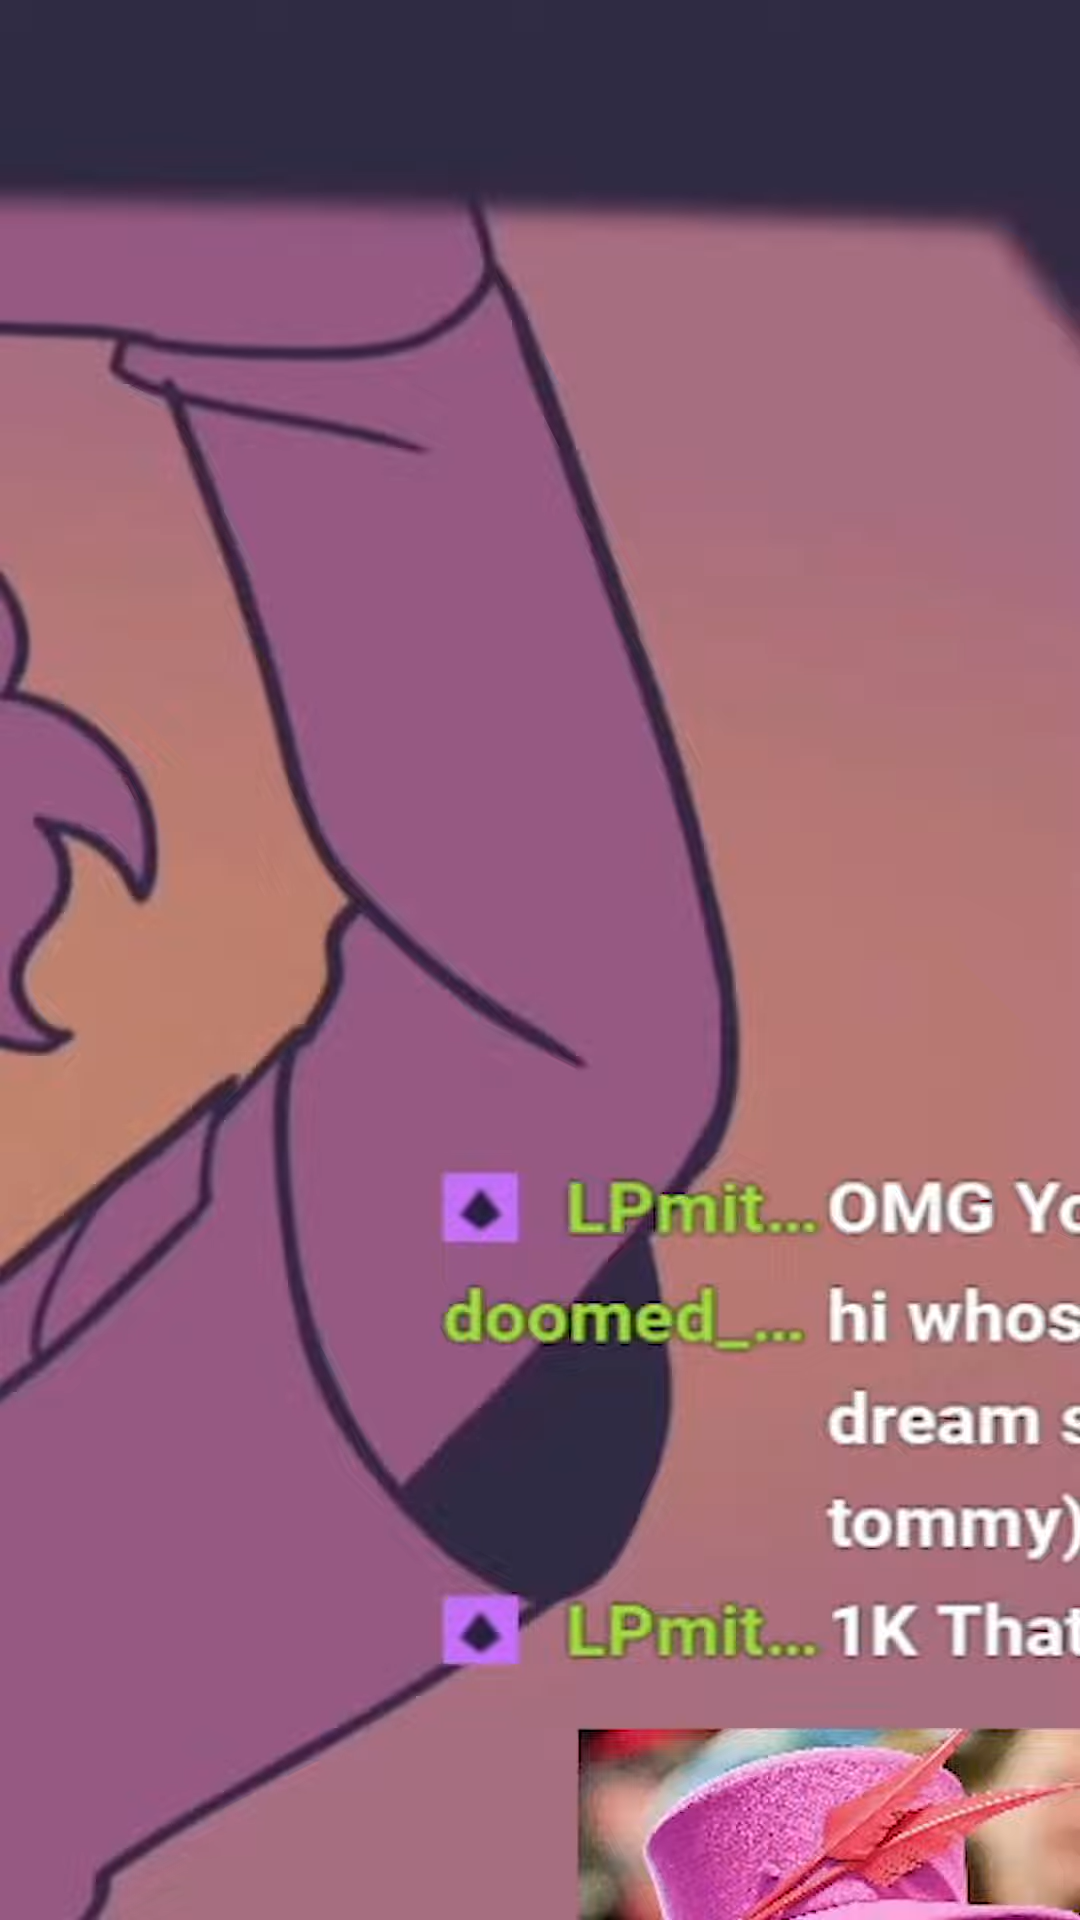 LPmit... OMG Yo
doomed_... hi whos
dream s
tommy)
LPmit... 1K That